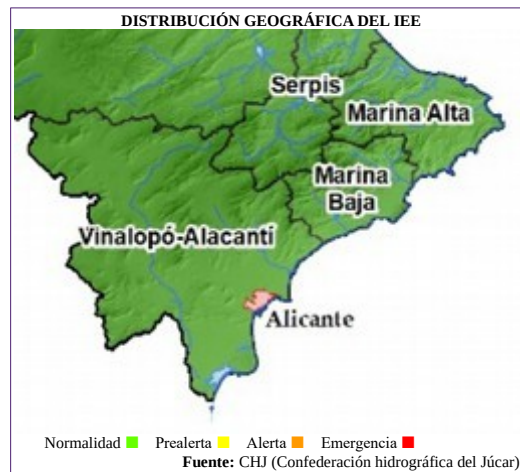 DISTRIBUCIÓN GEOGRÁFICA DEL IEE
Serpis
Marina Alta
Marina
Baja
Vinalopó-Alacantí
Alicante
Normalidad Prealerta Alerta Emergencia
Fuente: CHJ (Confederación hidrográfica del Júcar)